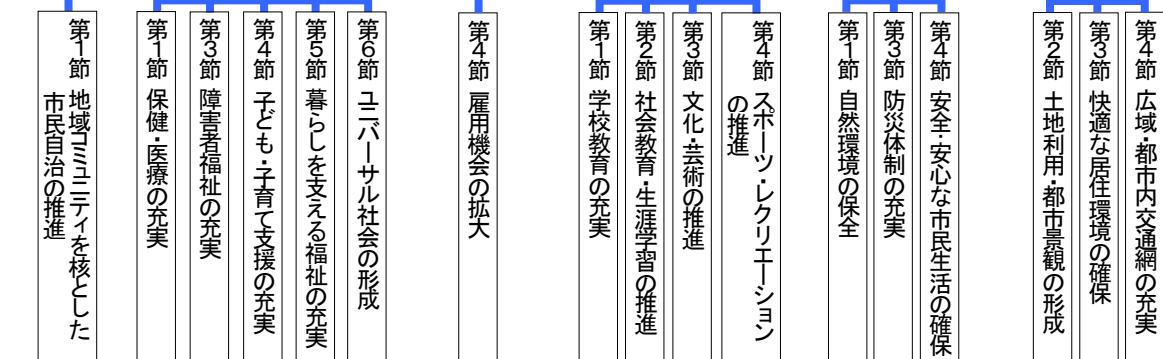 第1節 地域コミュニティを核とした
市民自治の推進
第1節 保健・医療の充実
第3節 障害者福祉の充実
第4節 子ども・子育て支援の充実
第5節 暮らしを支える福祉の充実
第6節 ユニバーサル社会の形成
第4節 雇用機会の拡大
第1節 学校教育の充実
第2節 社会教育・生涯学習の推進
第3節 文化・芸術の推進
第4節 スポーツ・レクリエーション
の推進
第1節 自然環境の保全
第3節 防災体制の充実
第4節 安全・安心な市民生活の確保
第2節 土地利用・都市景観の形成
第3節 快適な居住環境の確保
第4節 広域・都市内交通網の充実